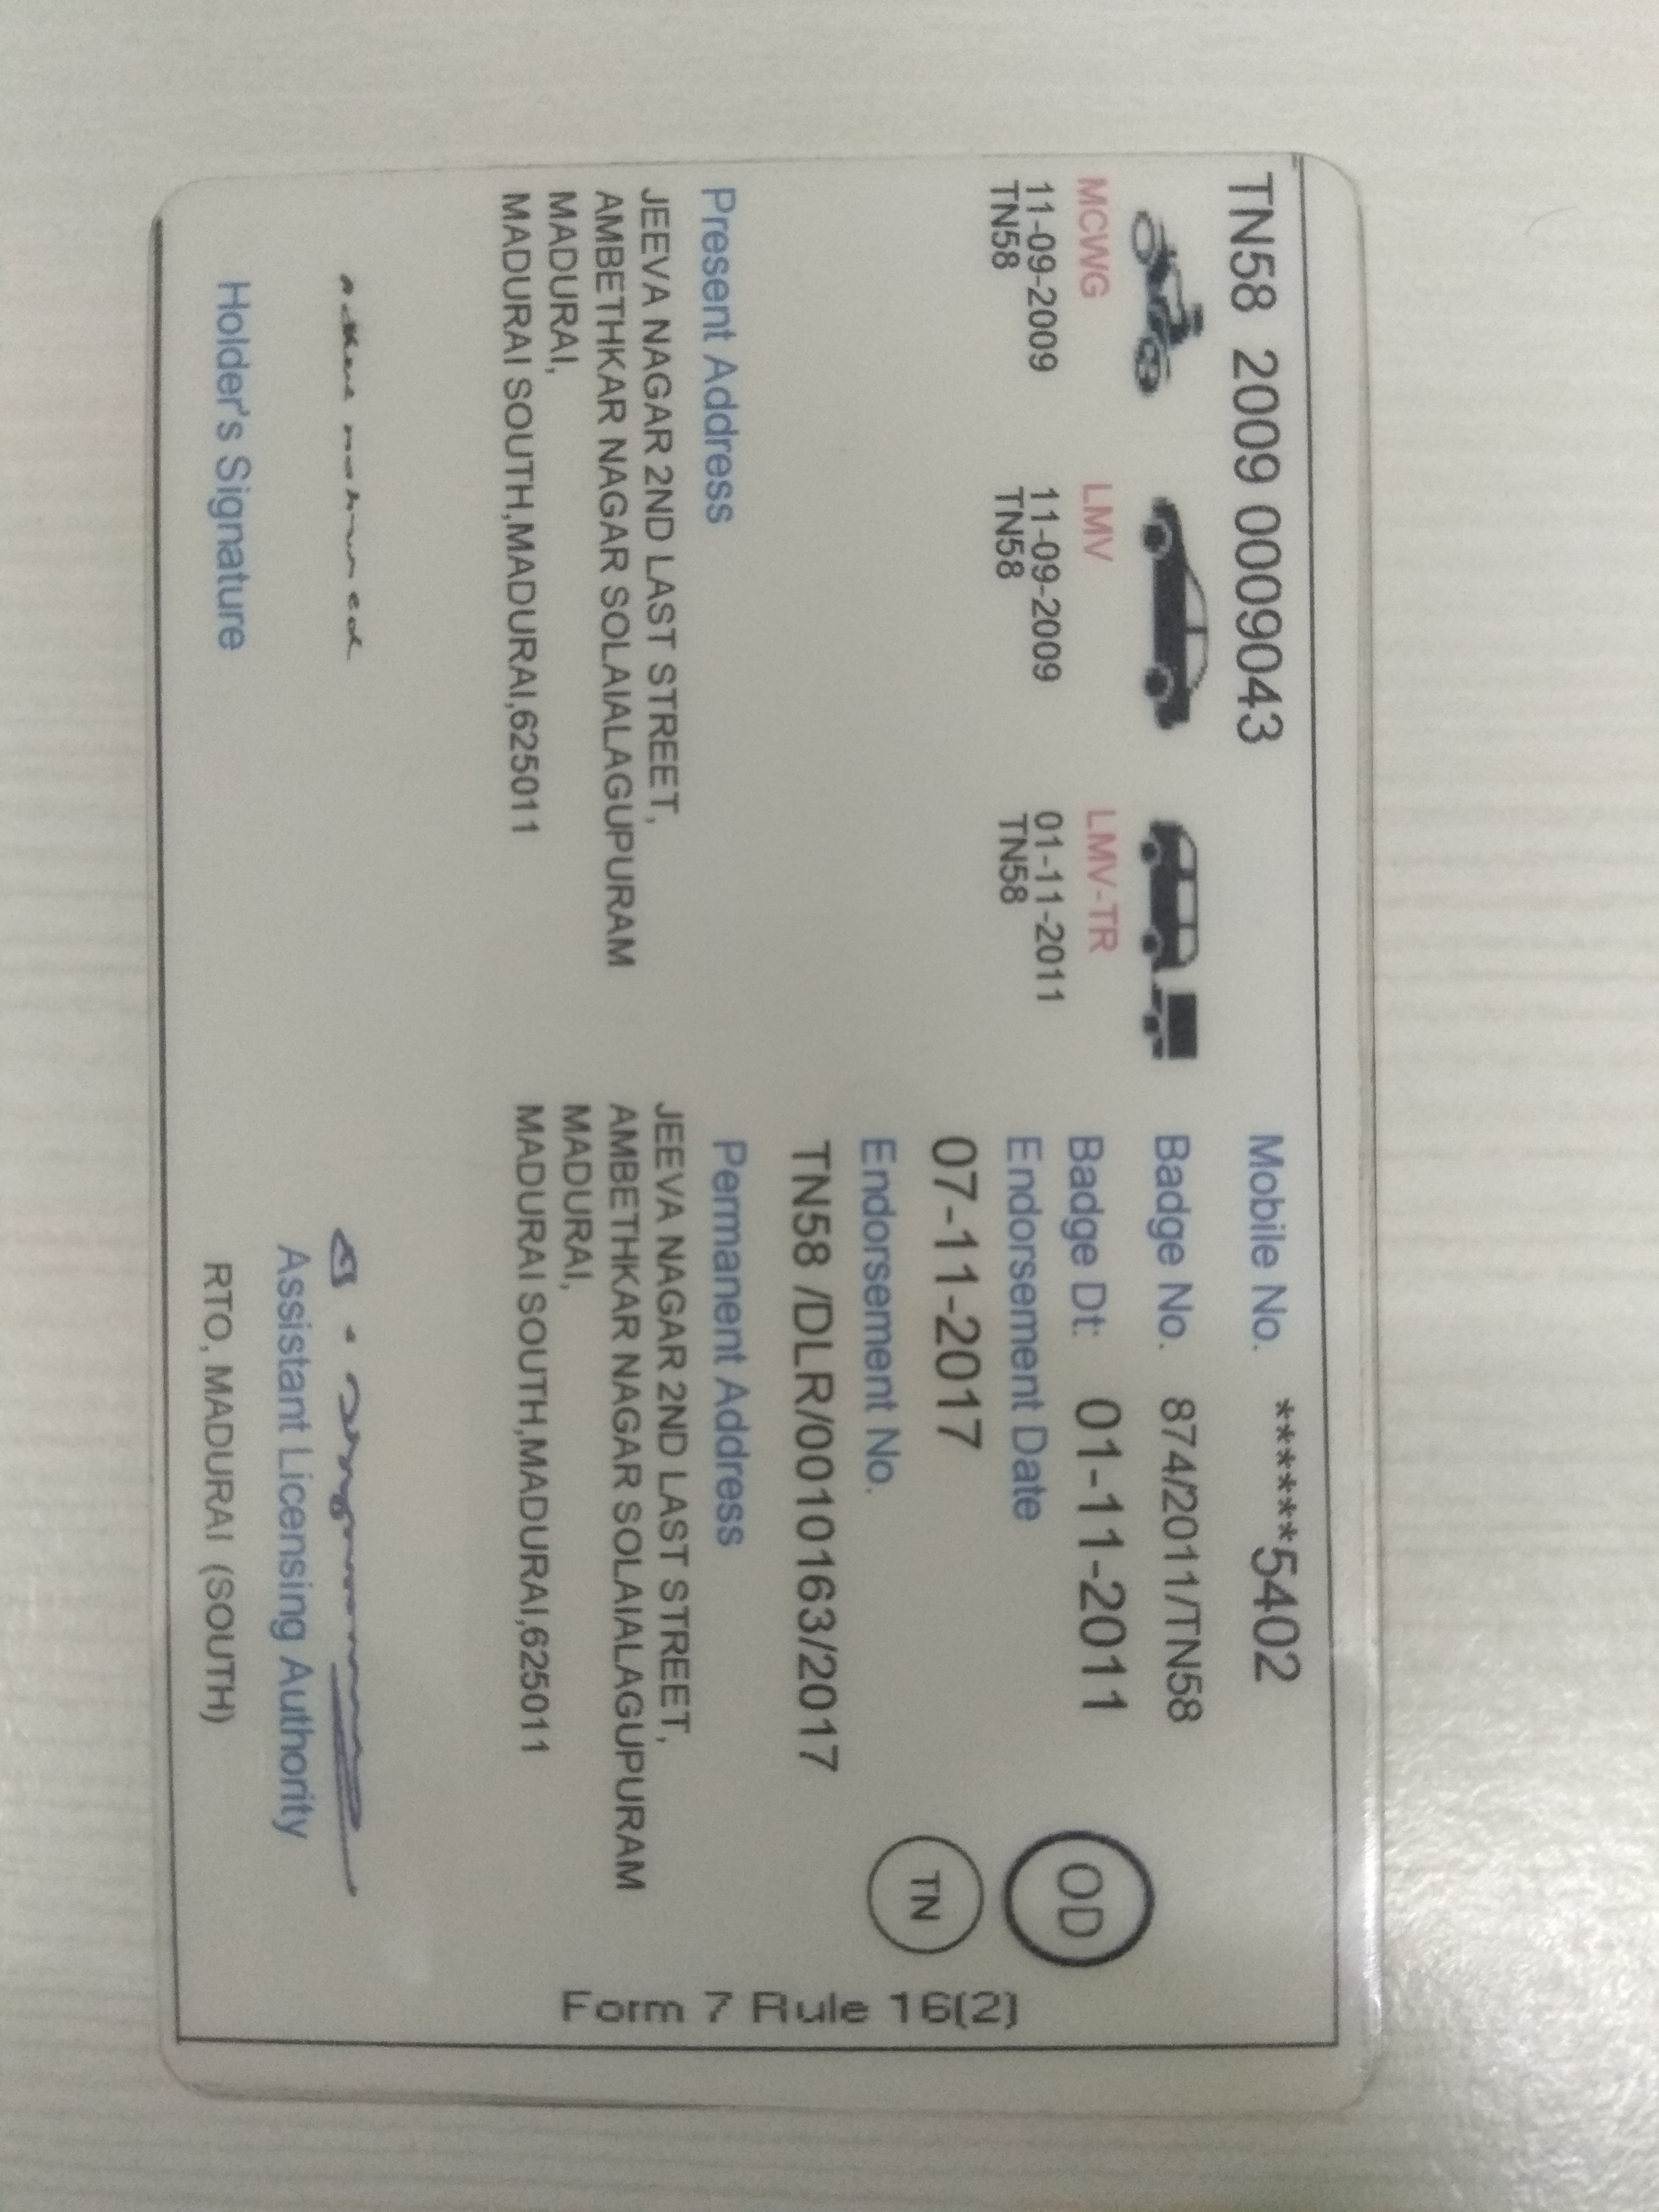 TN58 2009 0009043
MCWG
11-09-2009
TN58
LMV
11-09-2009
TN58
LMV-TR
01-11-2011
TN58
Mobile No. ******5402
Badge No. 874/2011/TN58
Badge Dt: 01-11-2011
Endorsement Date
07-11-2017
Endorsement No.
TN58 /DLR/0010163/2017
OD
TN
Form 7 Rule 16(2)
Present Address
JEEVA NAGAR 2ND LAST STREET,
AMBETHKAR NAGAR SOLAIALAGUPURAM
MADURAI,
MADURAI SOUTH,MADURAI,625011
Permanent Address
JEEVA NAGAR 2ND LAST STREET,
AMBETHKAR NAGAR SOLAIALAGUPURAM
MADURAI,
MADURAI SOUTH,MADURAI,625011
Holder's Signature
Assistant Licensing Authority
RTO, MADURAI (SOUTH)